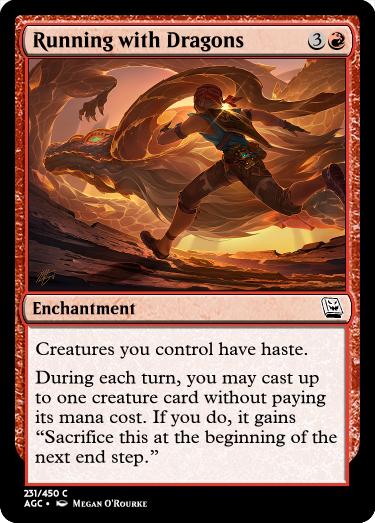 Running with Dragons 3
Enchantment
Creatures you control have haste.
During each turn, you may cast up
to one creature card without paying
its mana cost. If you do, it gains
“Sacrifice this at the beginning of the
next end step.”
231/450 C
AGC • Megan O'Rourke